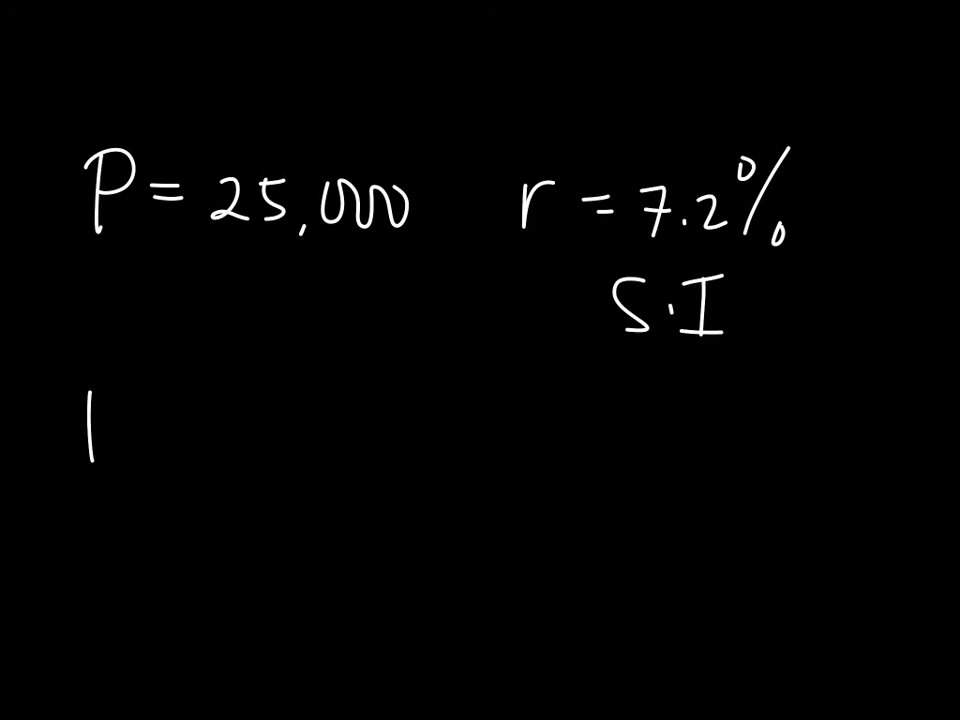 P = 25,000 r = 7.2%
S.I